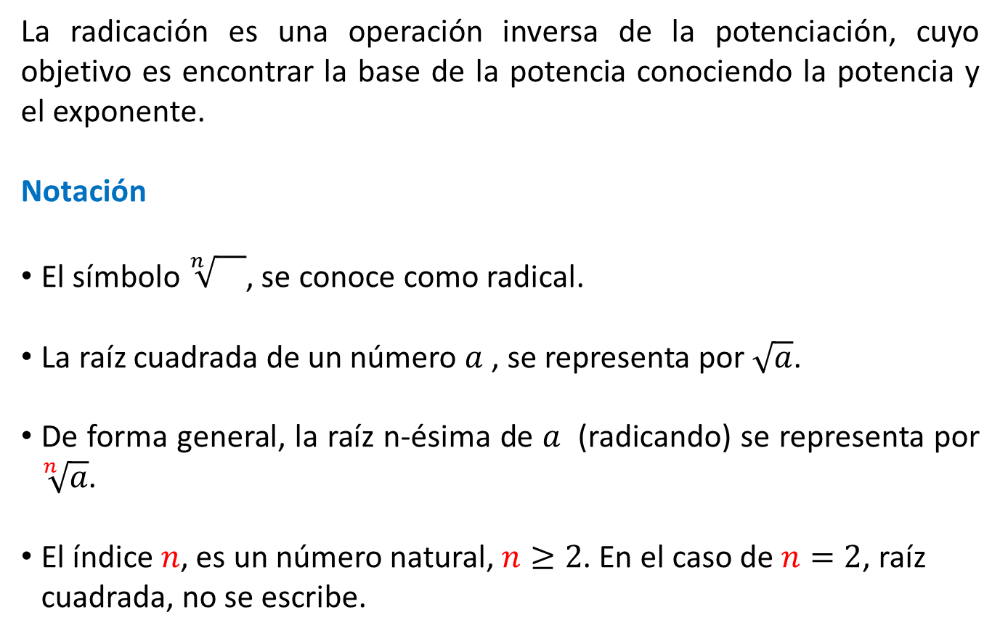 La radicación es una operación inversa de la potenciación, cuyo
objetivo es encontrar la base de la potencia conociendo la potencia y
el exponente.
Notación
• El símbolo ⁿ√ , se conoce como radical.
• La raíz cuadrada de un número a , se representa por √a.
• De forma general, la raíz n-ésima de a (radicando) se representa por
ⁿ√a.
• El índice n, es un número natural, n ≥ 2. En el caso de n = 2, raíz
cuadrada, no se escribe.